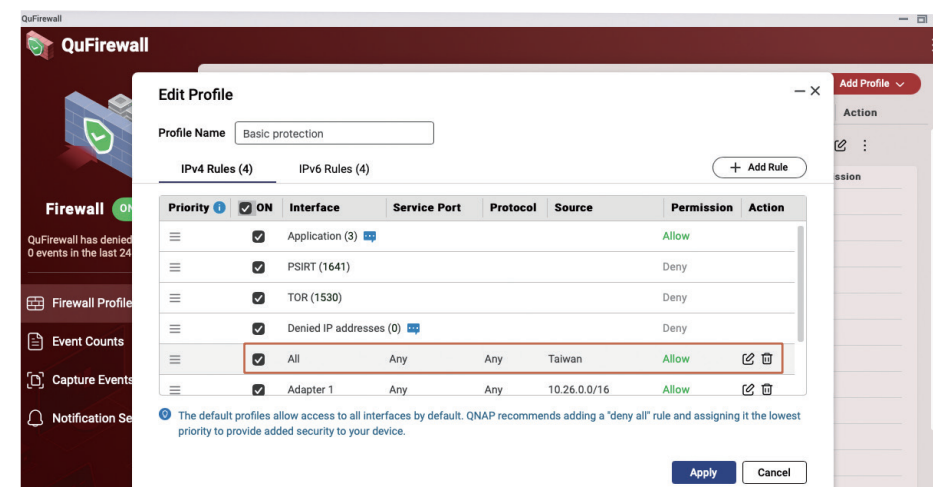 QuFirewall
QuFirewall
Add Profile
Edit Profile
Action
Profile Name Basic protection
IPv4 Rules (4) IPv6 Rules (4) + Add Rule
ssion
Priority ON Interface Service Port Protocol Source Permission Action
Firewall ON
Application (3) Allow
QuFirewall has denied
0 events in the last 24
PSIRT (1641) Deny
TOR (1530) Deny
Firewall Profile
Denied IP addresses (0) Deny
Event Counts
All Any Any Taiwan Allow
Capture Events
Adapter 1 Any Any 10.26.0.0/16 Allow
Notification Se
The default profiles allow access to all interfaces by default. QNAP recommends adding a "deny all" rule and assigning it the lowest
priority to provide added security to your device.
Apply Cancel